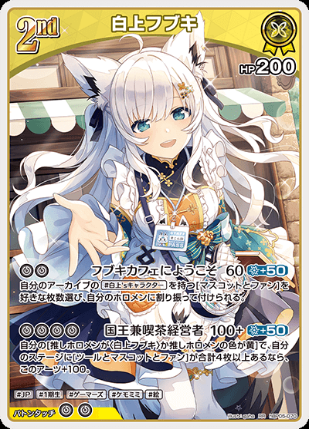 2nd
白上フブキ
HP200
フブキカフェにようこそ 60 +50
自分のアーカイブの#白上'sキャラクターを持つ[マスコットとファン]を
好きな枚数選び、自分のホロメンに割り振って付けられる?
国王兼喫茶経営者 100+ +50
自分の[推しホロメンが〈白上フブキ〉か推しホロメンの色が黄]で、自分
のステージに[ツールとマスコットとファン]が合計4枚以上あるなら、
このアーツ+100。
#JP #1期生 #ゲーマーズ #ケモミミ #絵
バトンタッチ